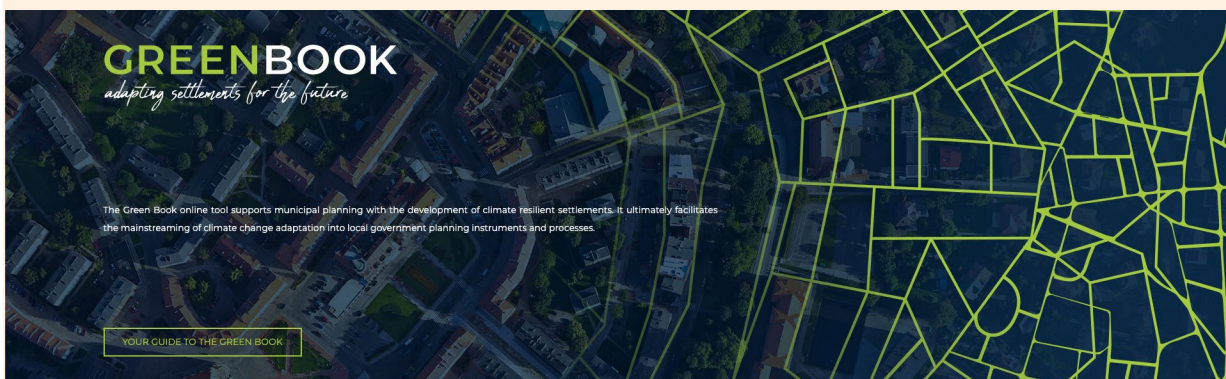 GREENBOOK
adapting settlements for the future
The Green Book online tool supports municipal planning with the development of climate resilient settlements. It ultimately facilitates
the mainstreaming of climate change adaptation into local government planning instruments and processes.
YOUR GUIDE TO THE GREEN BOOK